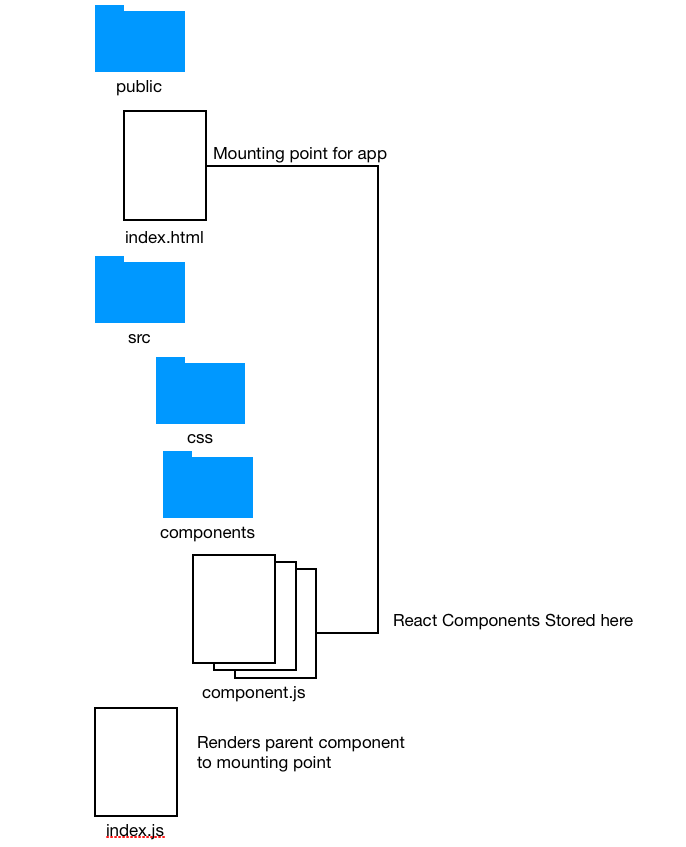 public
Mounting point for app
index.html
src
css
components
React Components Stored here
component.js
Renders parent component
to mounting point
index.js